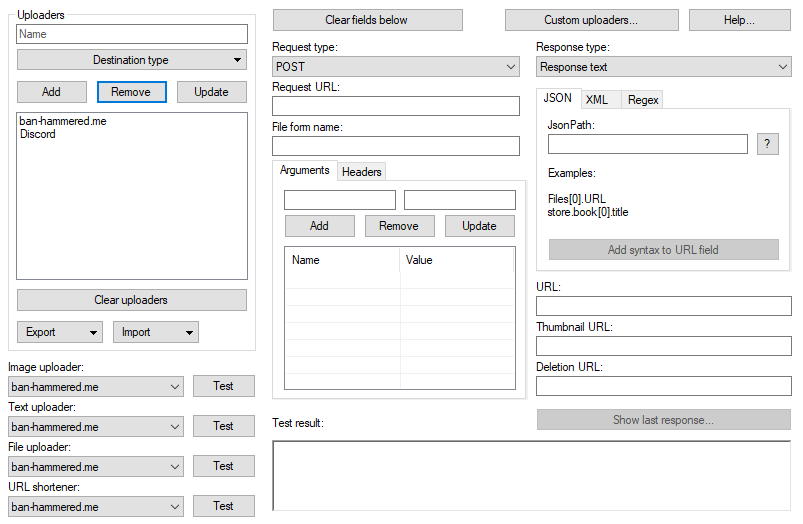 Uploaders
Name
Destination type
Add
Remove
Update
ban-hammered.me
Discord
Clear uploaders
Export
Import
Image uploader:
ban-hammered.me
Test
Text uploader:
ban-hammered.me
Test
File uploader:
ban-hammered.me
Test
URL shortener:
ban-hammered.me
Test
Clear fields below
Custom uploaders...
Help...
Request type:
POST
Request URL:
File form name:
Arguments
Headers
Add
Remove
Update
Name
Value
Response type:
Response text
JSON
XML
Regex
JsonPath:
?
Examples:
Files[0].URL
store.book[0].title
Add syntax to URL field
URL:
Thumbnail URL:
Deletion URL:
Show last response...
Test result: